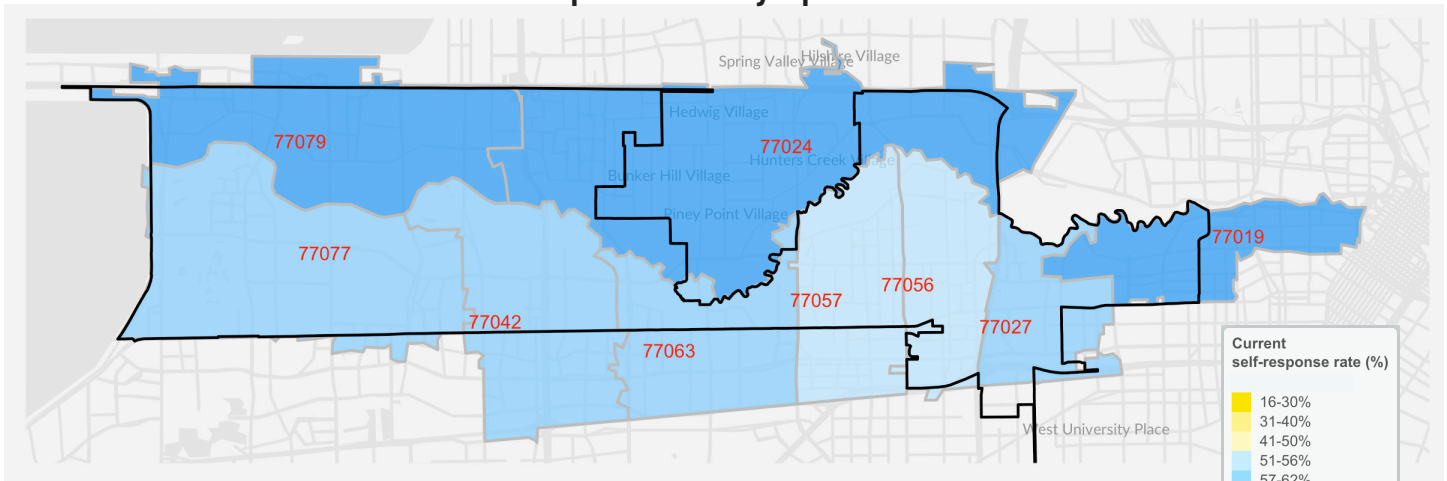 Spring Valley Village
Hilshire Village
Hedwig Village
77079
77024
Hunters Creek Village
Bunker Hill Village
Piney Point Village
77019
77077
77056
77057
77042
77027
77063
Current
self-response rate (%)
16-30%
31-40%
41-50%
51-56%
57-62%
West University Place